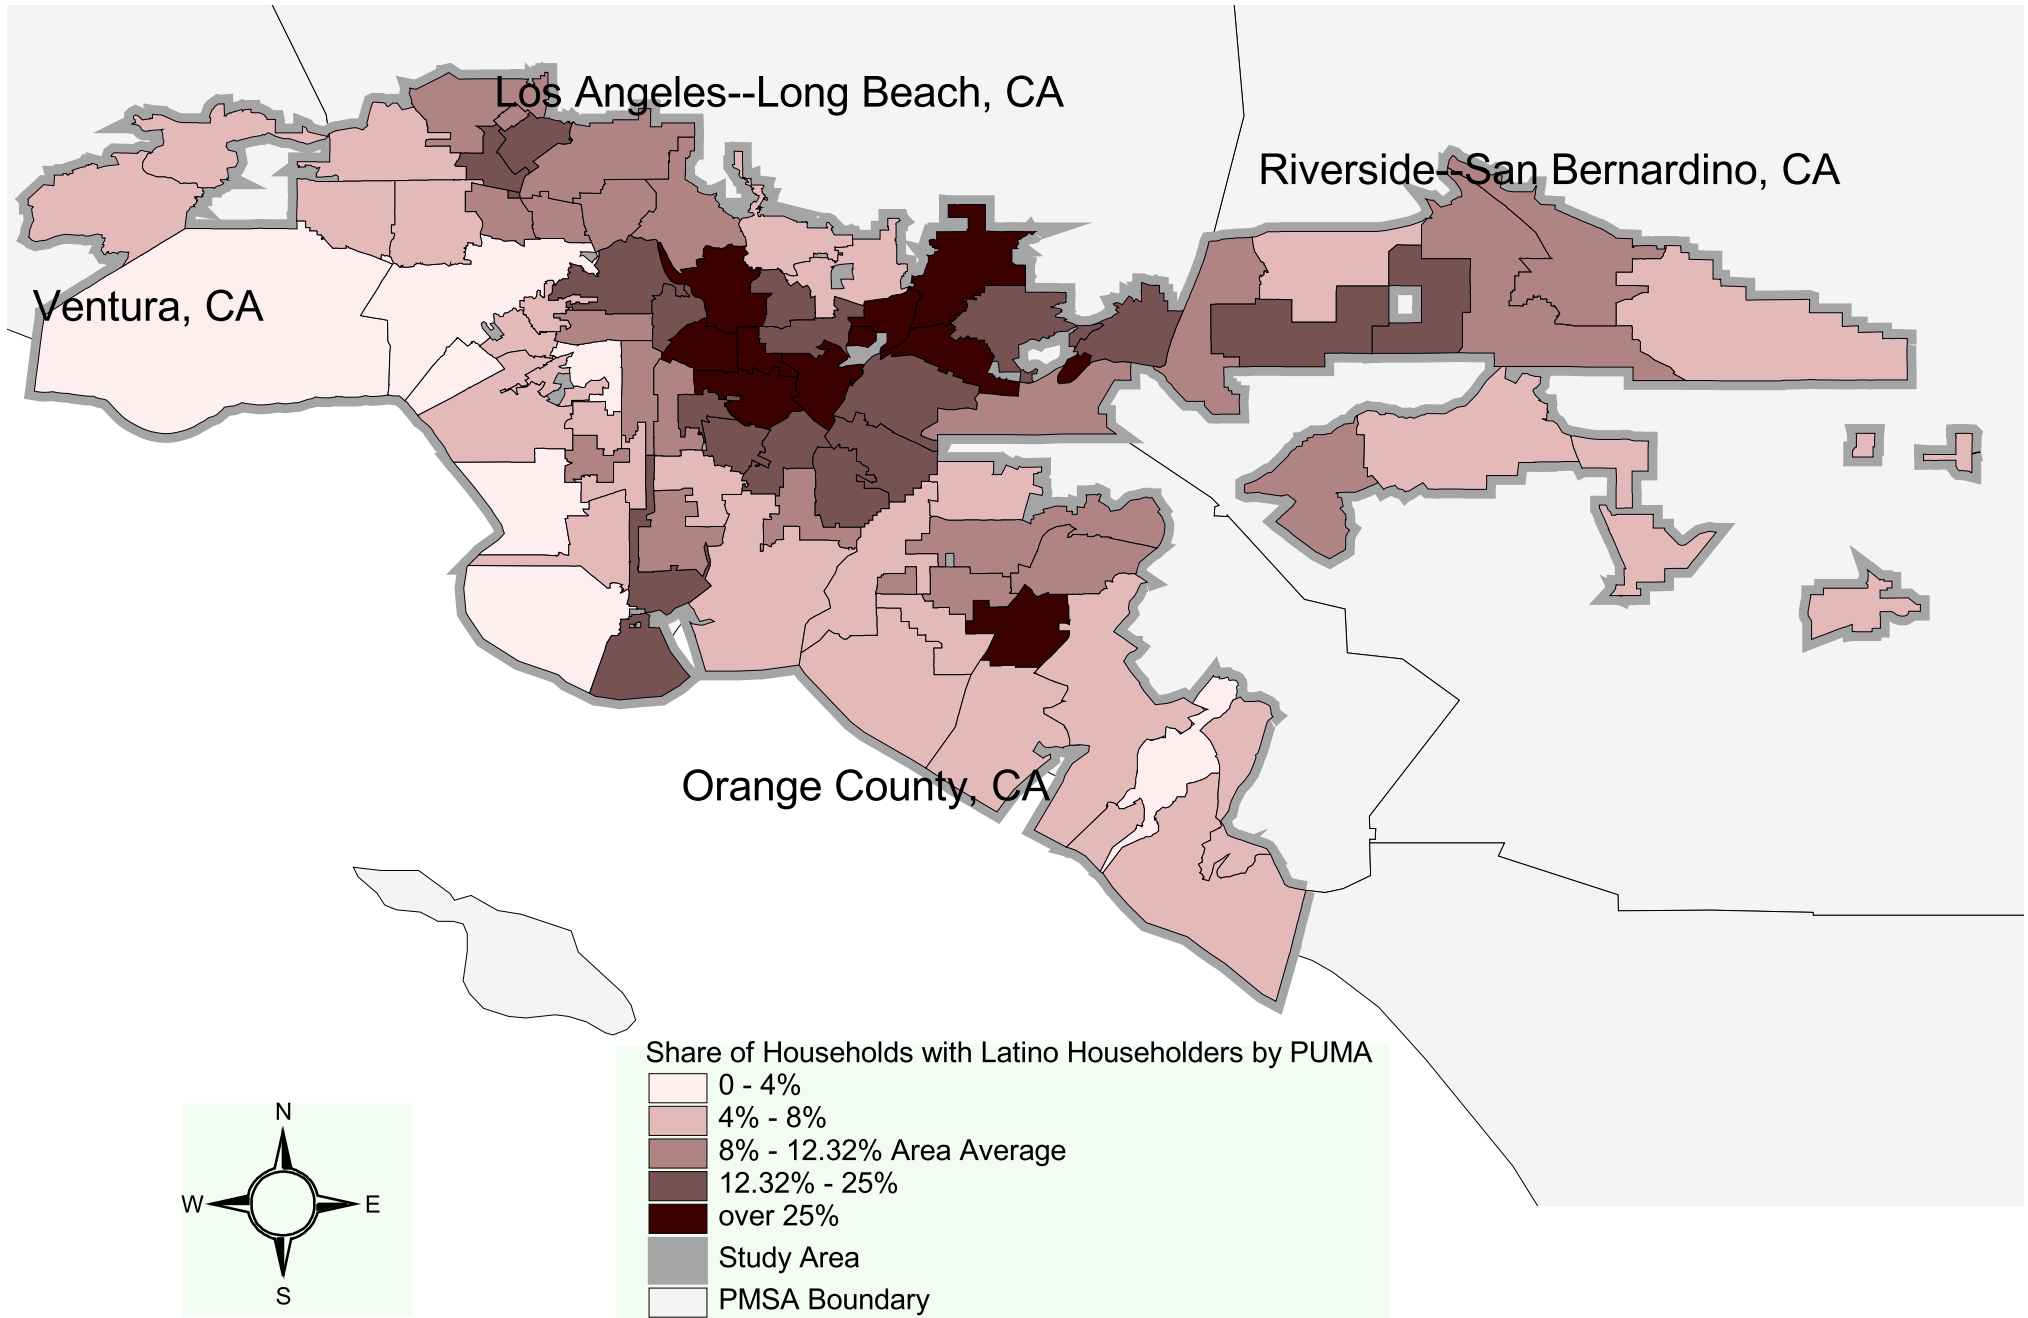 Los Angeles--Long Beach, CA
Riverside--San Bernardino, CA
Ventura, CA
Orange County, CA
Share of Households with Latino Householders by PUMA
0 - 4%
4% - 8%
8% - 12.32% Area Average
12.32% - 25%
over 25%
Study Area
PMSA Boundary
N
W E
S